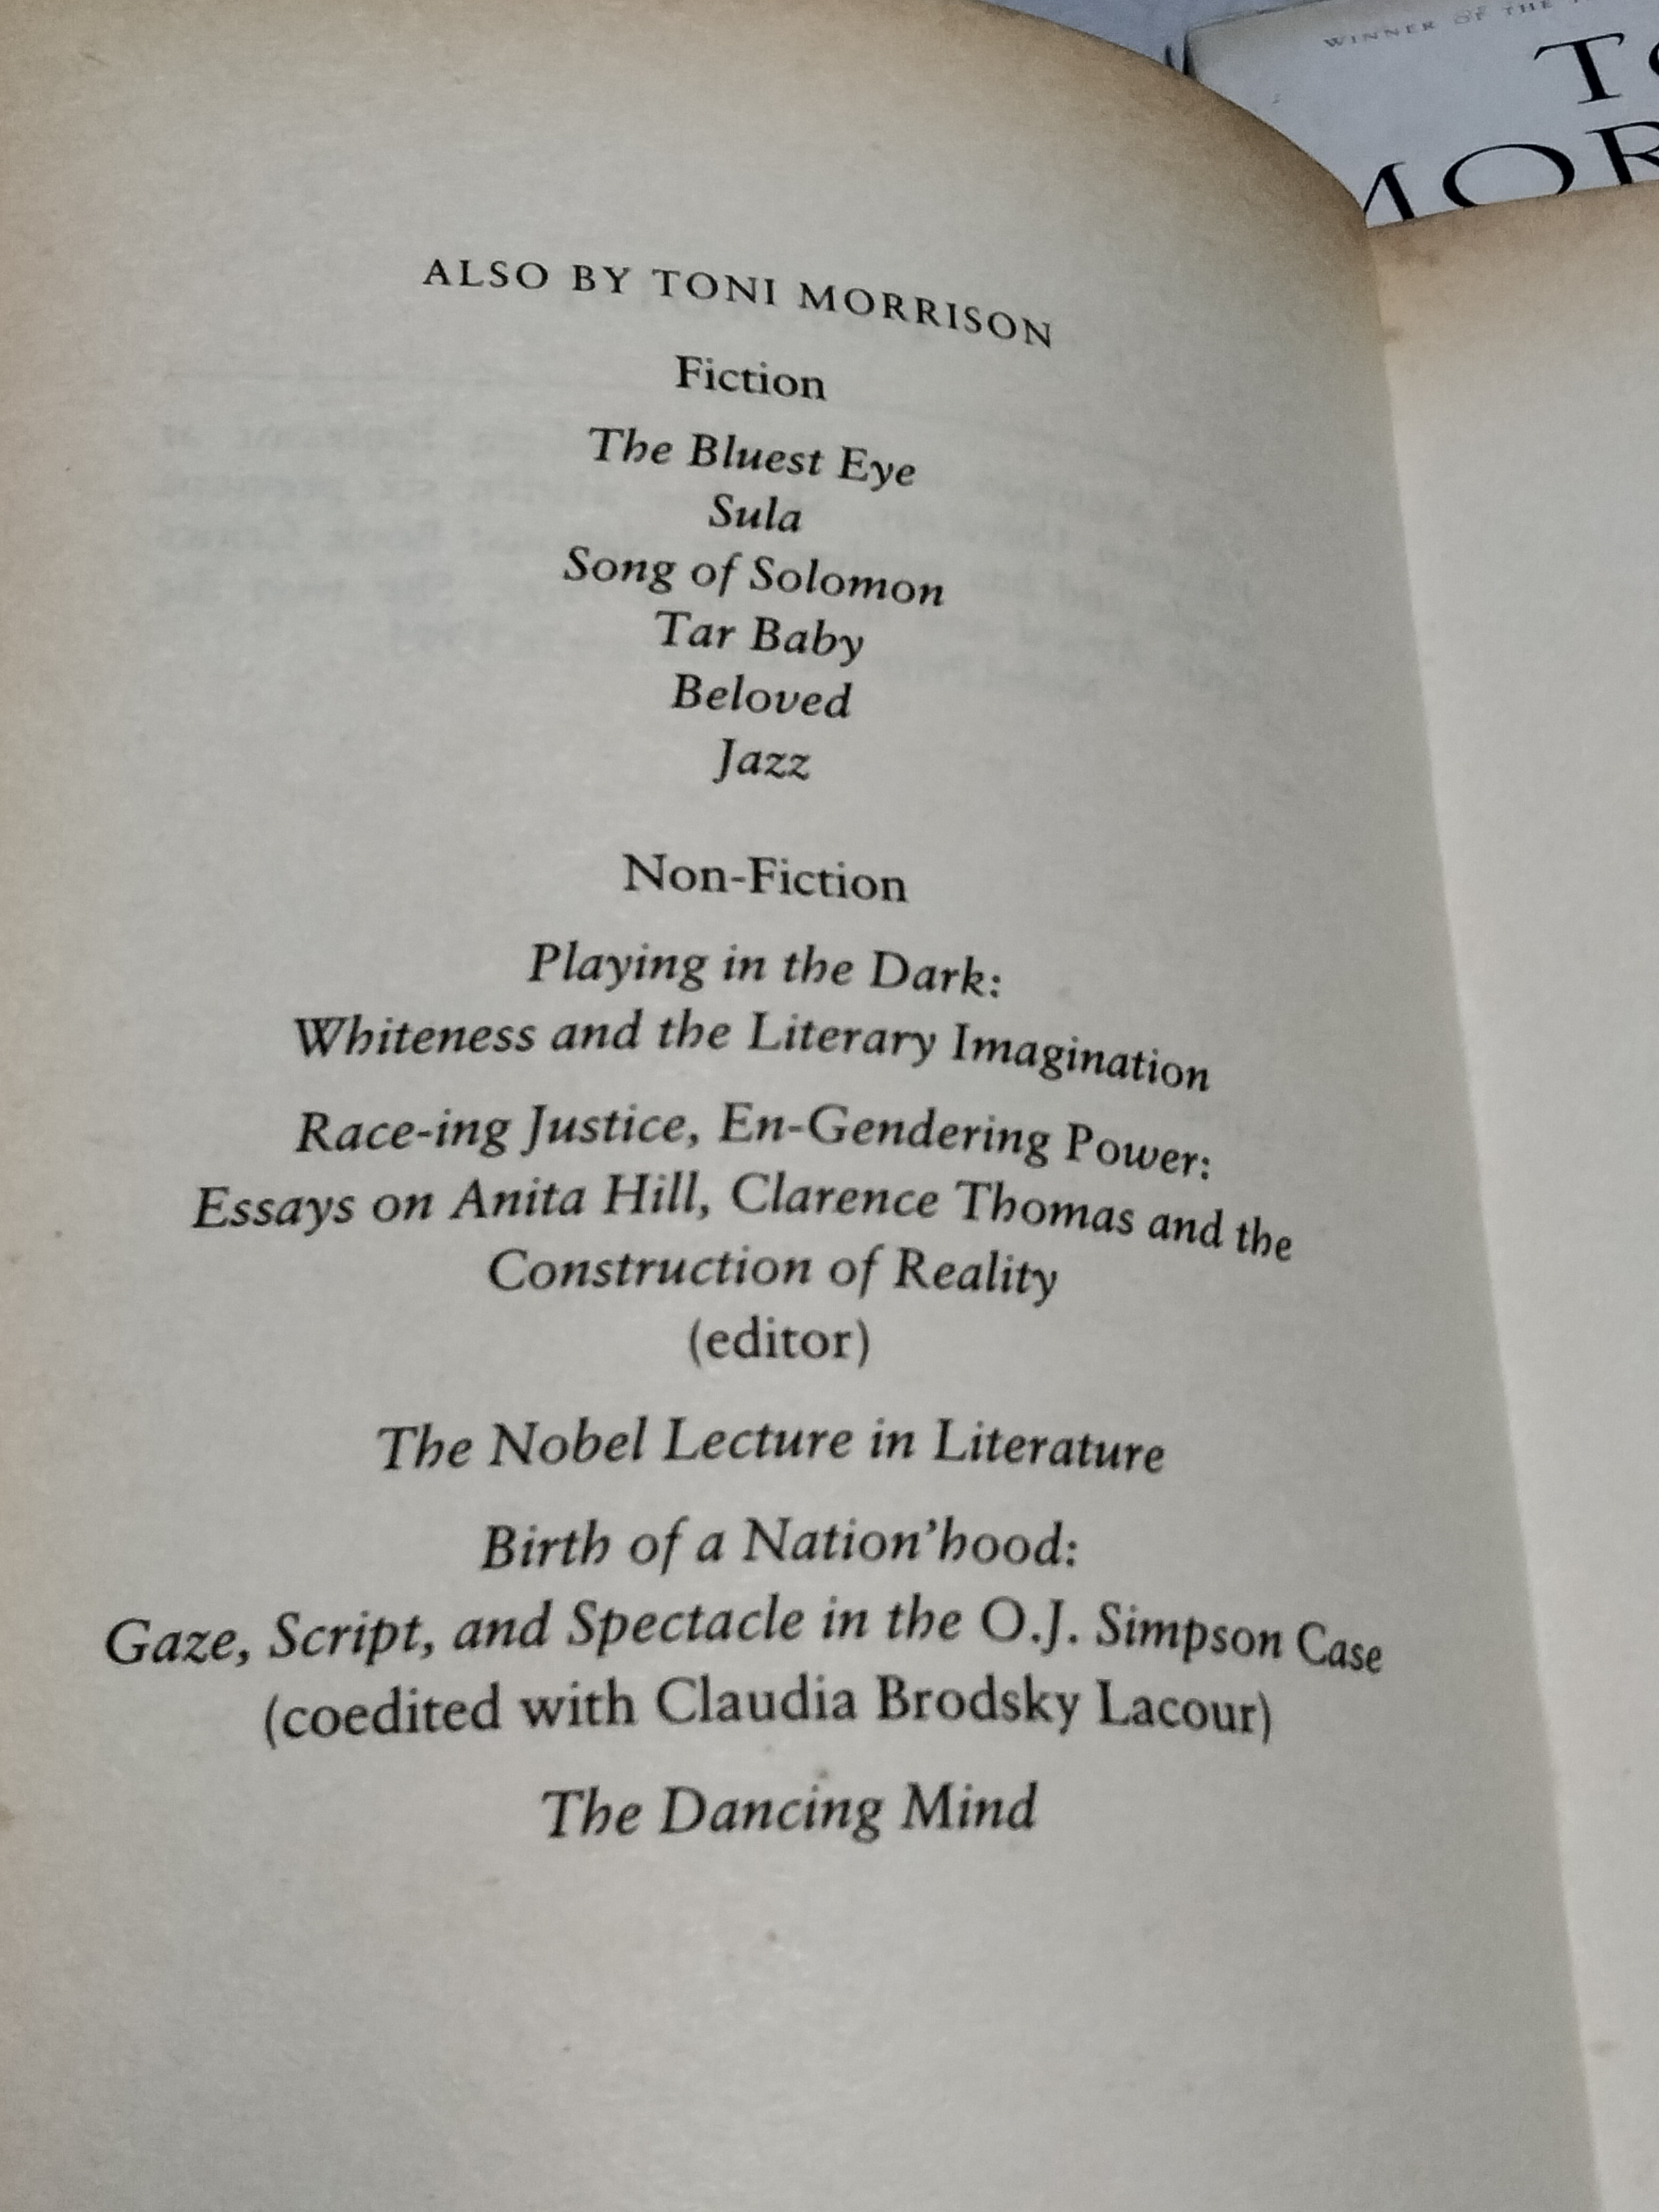 WINNER OF THE
TO
MOR
ALSO BY TONI MORRISON
Fiction
The Bluest Eye
Sula
Song of Solomon
Tar Baby
Beloved
Jazz
Non-Fiction
Playing in the Dark:
Whiteness and the Literary Imagination
Race-ing Justice, En-Gendering Power:
Essays on Anita Hill, Clarence Thomas and the
Construction of Reality
(editor)
The Nobel Lecture in Literature
Birth of a Nation'hood:
Gaze, Script, and Spectacle in the O.J. Simpson Case
(coedited with Claudia Brodsky Lacour)
The Dancing Mind